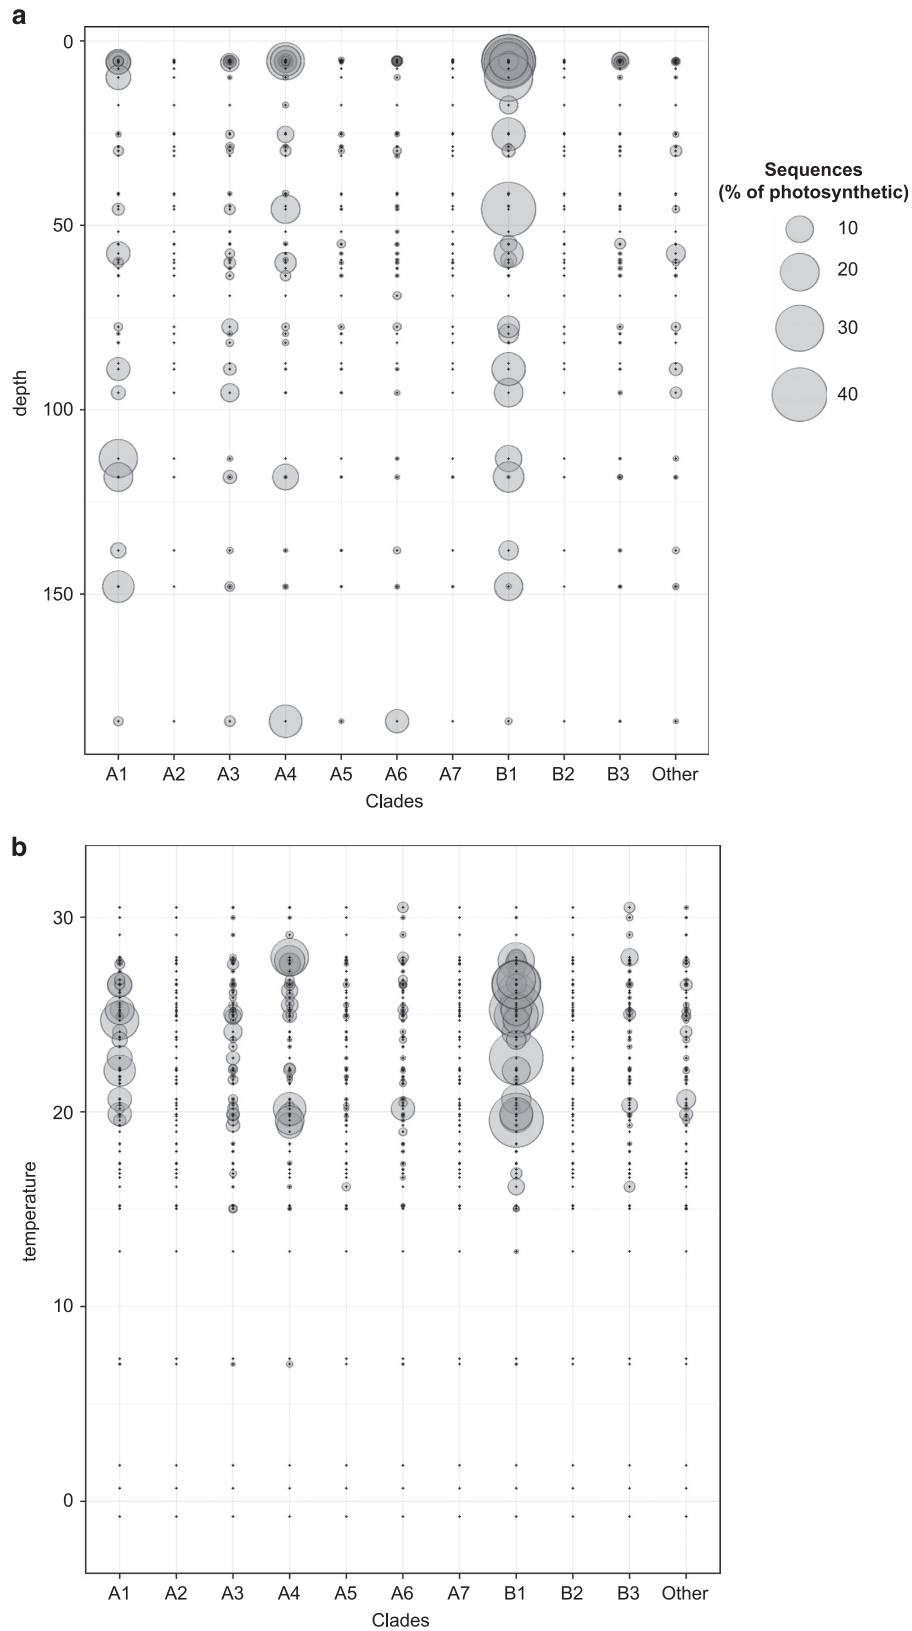 a
0
50
100
150
depth
A1 A2 A3 A4 A5 A6 A7 B1 B2 B3 Other
Clades
Sequences
(% of photosynthetic)
10
20
30
40
b
30
20
10
0
temperature
A1 A2 A3 A4 A5 A6 A7 B1 B2 B3 Other
Clades